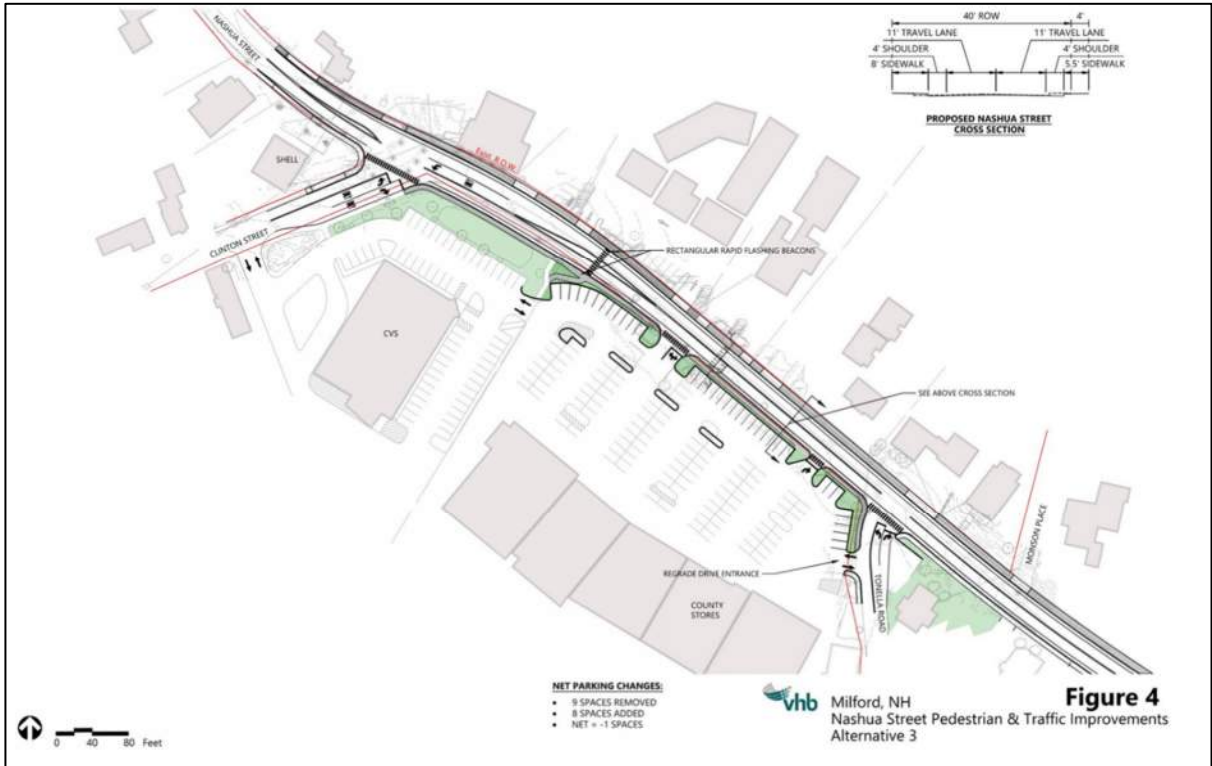 NASHUA STREET
40' ROW
4'
11' TRAVEL LANE
11' TRAVEL LANE
4' SHOULDER
4' SHOULDER
8' SIDEWALK
5.5' SIDEWALK
PROPOSED NASHUA STREET
CROSS SECTION
SHELL
Exist. R.O.W.
CLINTON STREET
RECTANGULAR RAPID FLASHING BEACONS
CVS
SEE ABOVE CROSS SECTION
MONSON PLACE
REGRADE DRIVE ENTRANCE
TONELLA ROAD
COUNTY
STORES
NET PARKING CHANGES:
• 9 SPACES REMOVED
• 8 SPACES ADDED
• NET = -1 SPACES
vhb
Milford, NH
Figure 4
Nashua Street Pedestrian & Traffic Improvements
Alternative 3
0 40 80 Feet